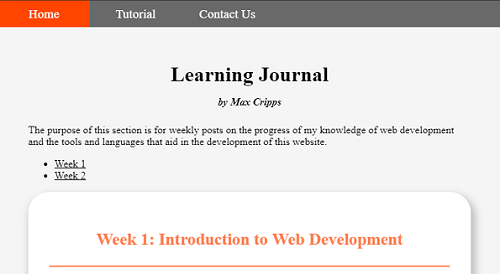 Home Tutorial Contact Us
Learning Journal
by Max Cripps
The purpose of this section is for weekly posts on the progress of my knowledge of web development
and the tools and languages that aid in the development of this website.
Week 1
Week 2
Week 1: Introduction to Web Development